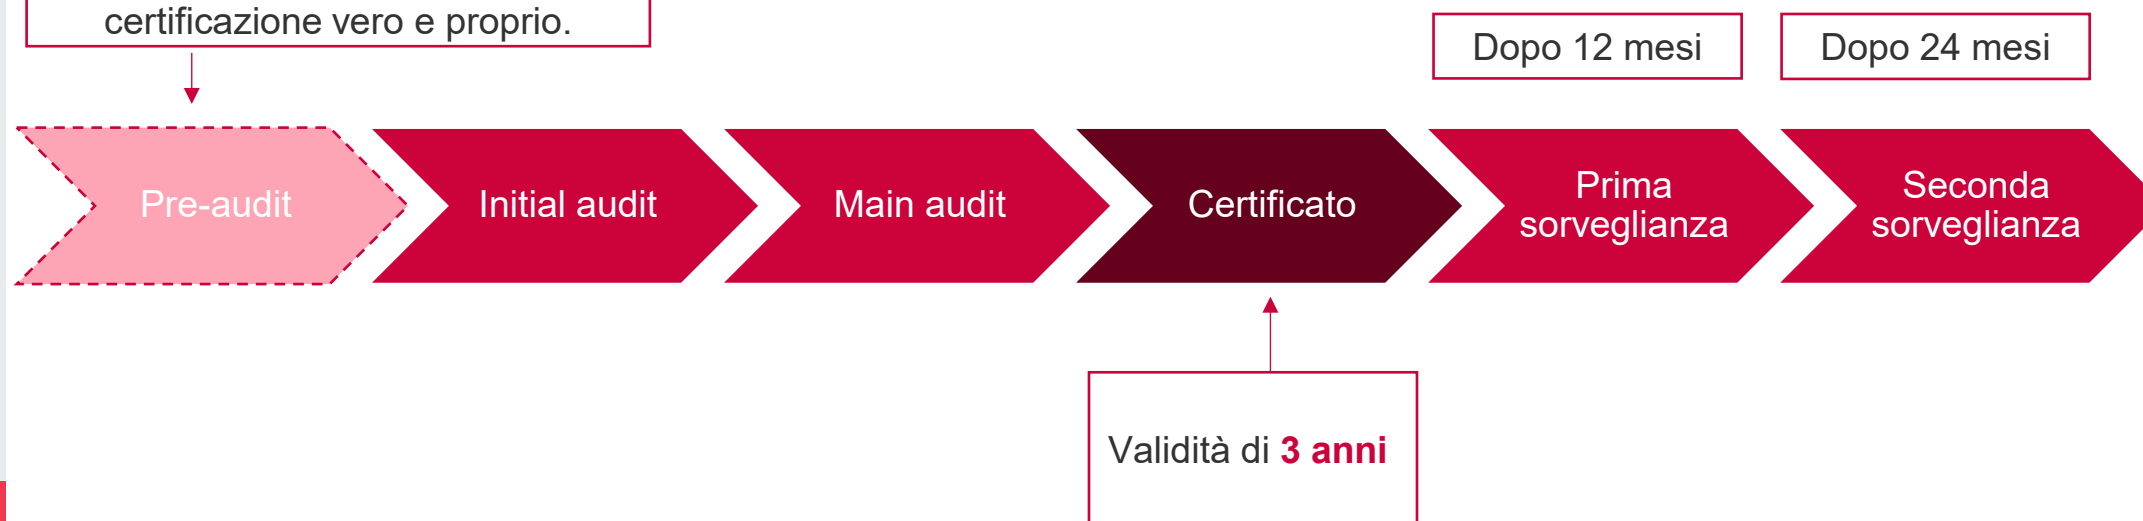 certificazione vero e proprio.
Dopo 12 mesi
Dopo 24 mesi
Pre-audit
Initial audit
Main audit
Certificato
Prima
sorveglianza
Seconda
sorveglianza
Validità di 3 anni